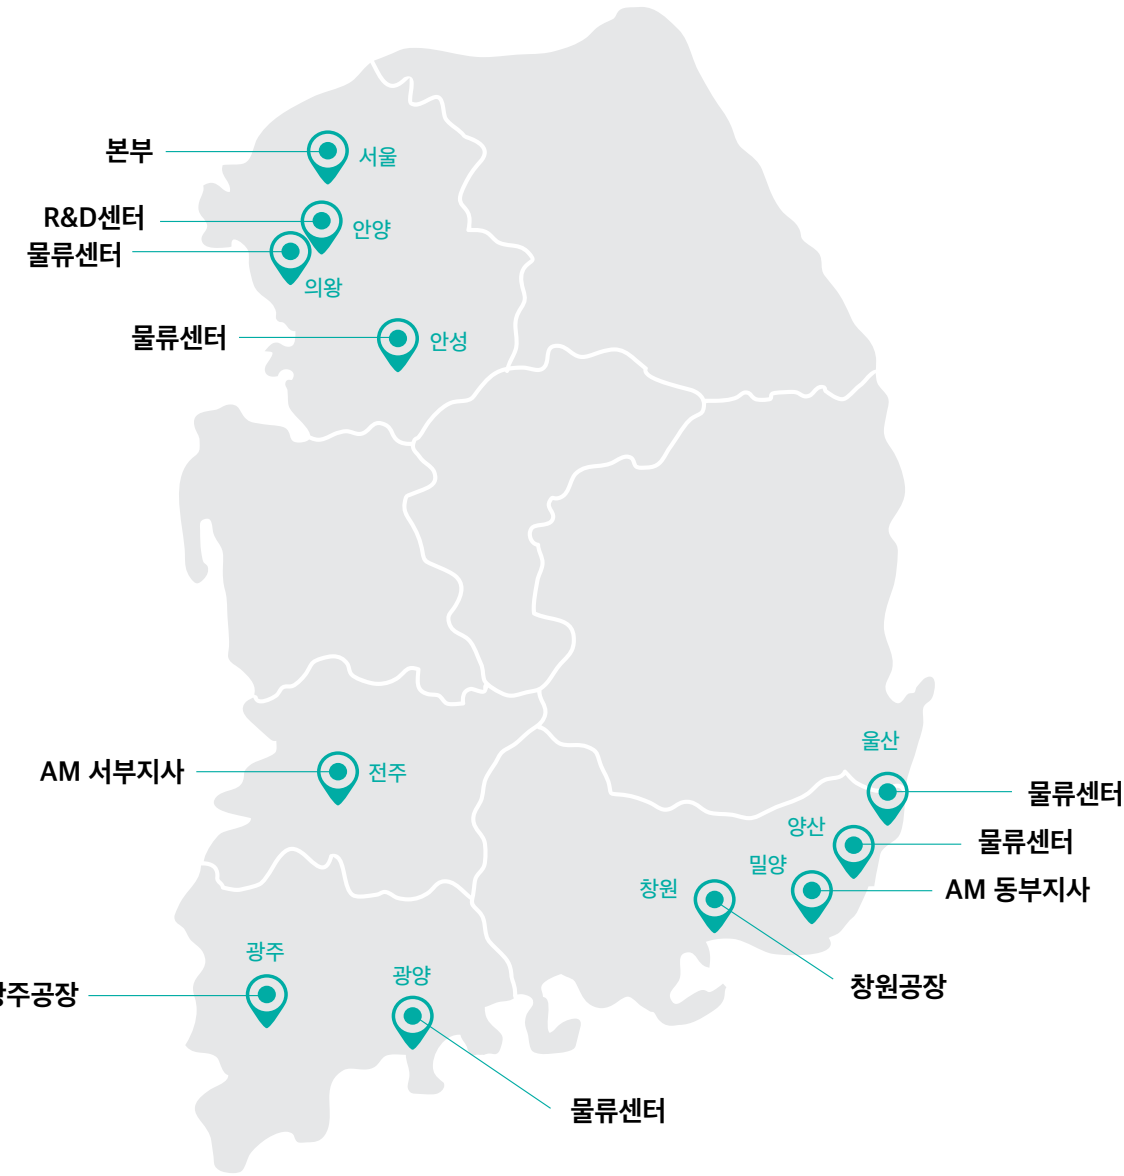 본부
서울
R&D센터
안양
물류센터
의왕
물류센터
안성
AM 서부지사
전주
울산
물류센터
양산
물류센터
밀양
AM 동부지사
창원
창원공장
광주
주공장
광양
물류센터